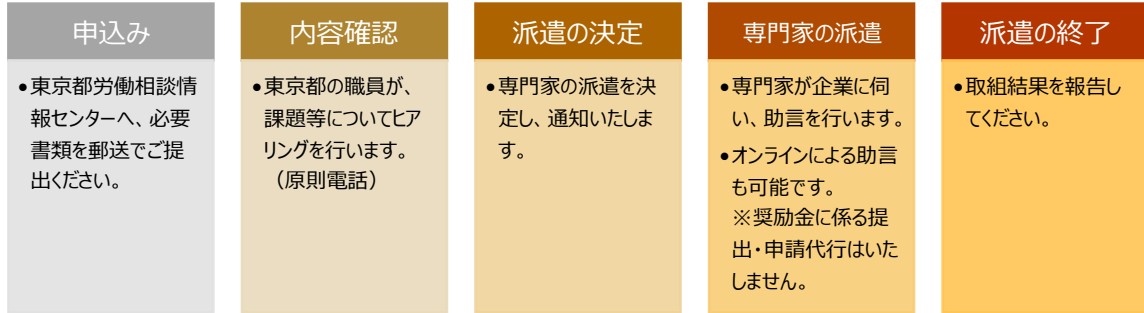 申込み
•東京都労働相談情
報センターへ、必要
書類を郵送でご提
出ください。
内容確認
•東京都の職員が、
課題等についてヒア
リングを行います。
（原則電話）
派遣の決定
•専門家の派遣を決
定し、通知いたしま
す。
専門家の派遣
•専門家が企業に伺
い、助言を行います。
•オンラインによる助言
も可能です。
※奨励金に係る提
出・申請代行はいた
しません。
派遣の終了
•取組結果を報告し
てください。